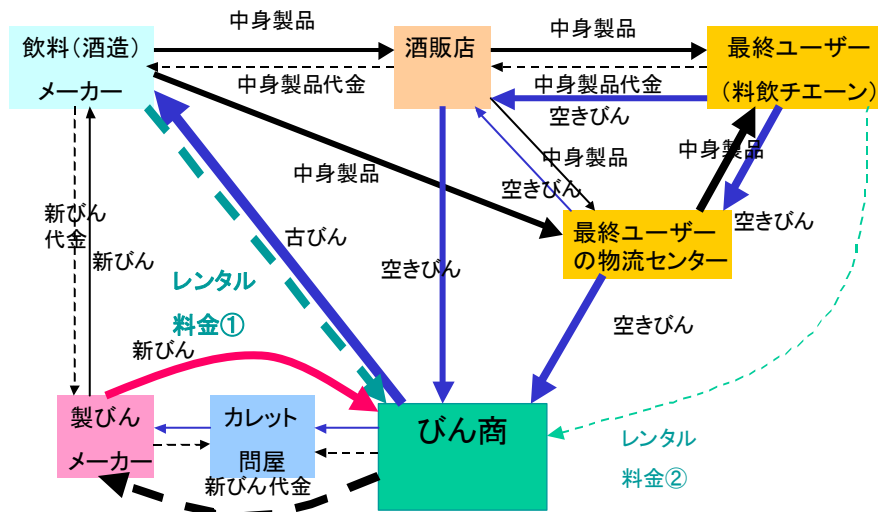 中身製品
中身製品
飲料（酒造）
メーカー
酒販店
最終ユーザー
（料飲チエーン）
中身製品代金
中身製品代金
空きびん
中身製品
中身製品
中身製品
空きびん
空きびん
新びん
代金
新びん
古びん
空きびん
最終ユーザー
の物流センター
レンタル
料金①
空きびん
新びん
製びん
メーカー
カレット
問屋
びん商
レンタル
料金②
新びん代金